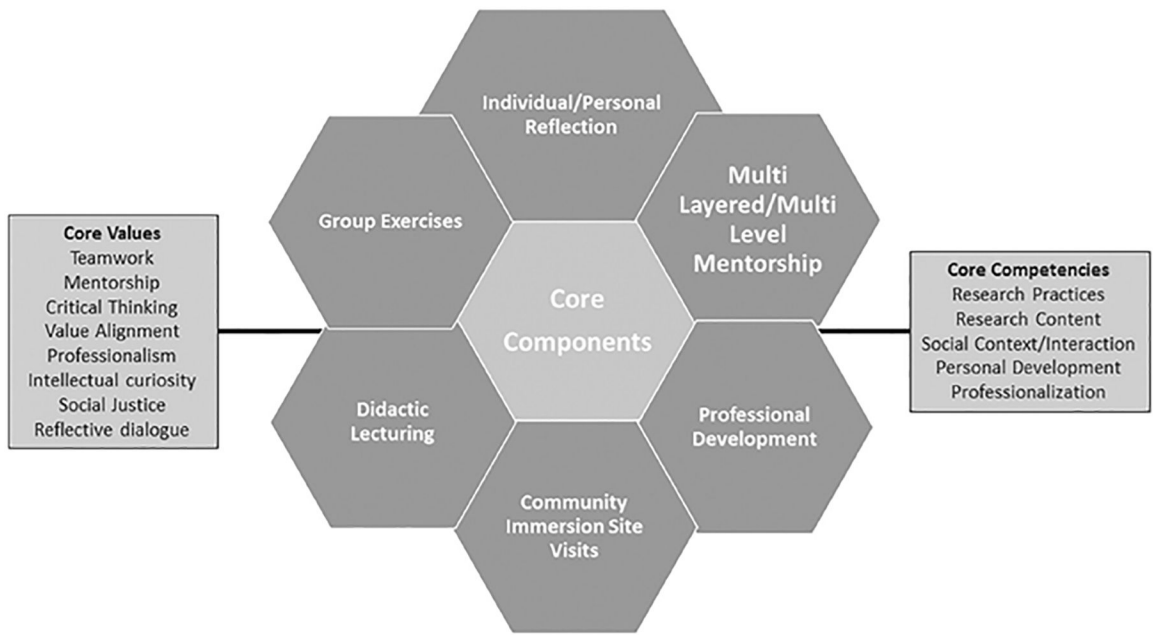 Individual/Personal
Reflection
Multi
Layered/Multi
Level
Mentorship
Group Exercises
Core Values
Teamwork
Mentorship
Critical Thinking
Value Alignment
Professionalism
Intellectual curiosity
Social Justice
Reflective dialogue
Core
Components
Core Competencies
Research Practices
Research Content
Social Context/Interaction
Personal Development
Professionalization
Didactic
Lecturing
Professional
Development
Community
Immersion Site
Visits